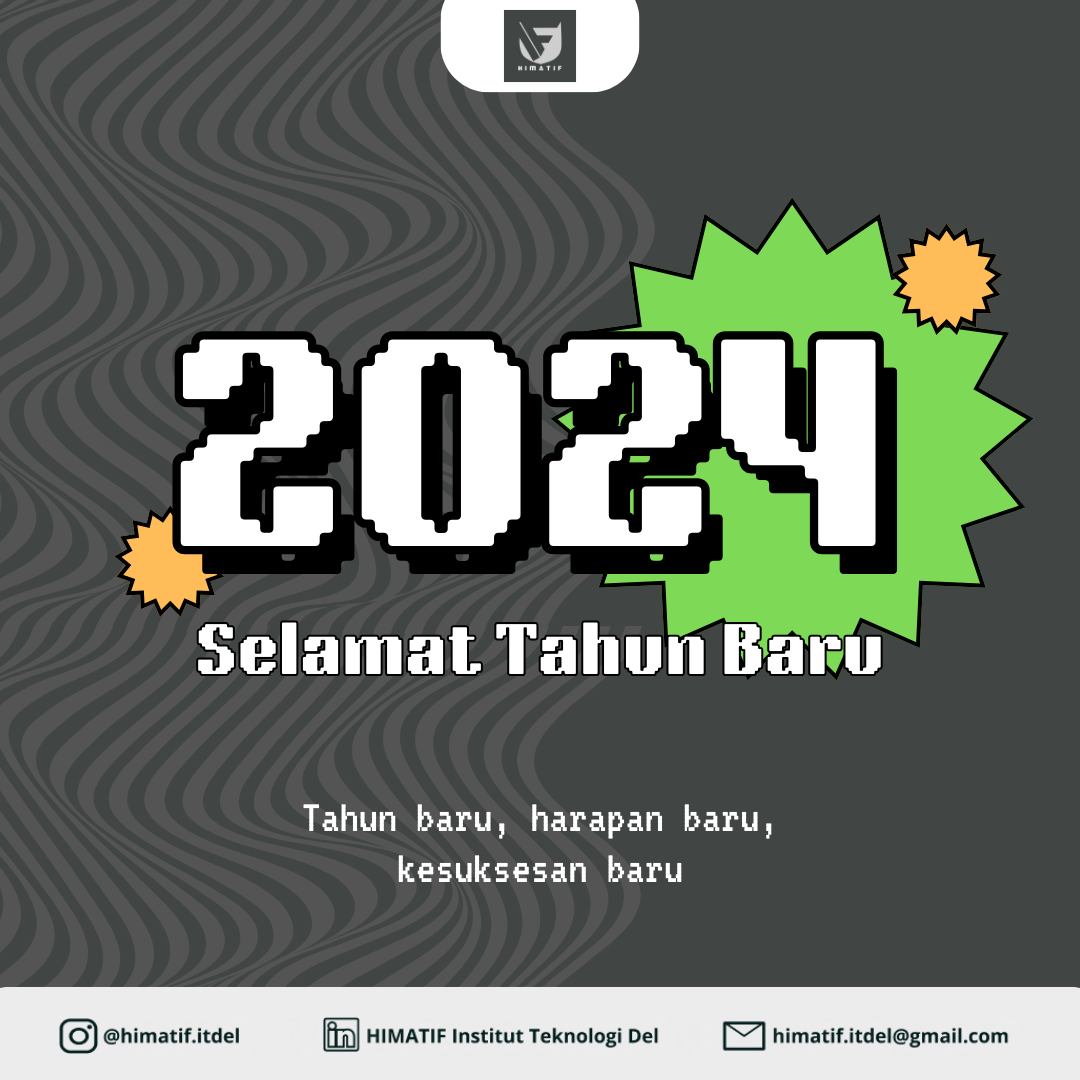 HIMATIF
2024
Selamat Tahun Baru
Tahun baru, harapan baru,
kesuksesan baru
@himatif.itdel
HIMATIF Institut Teknologi Del
himatif.itdel@gmail.com